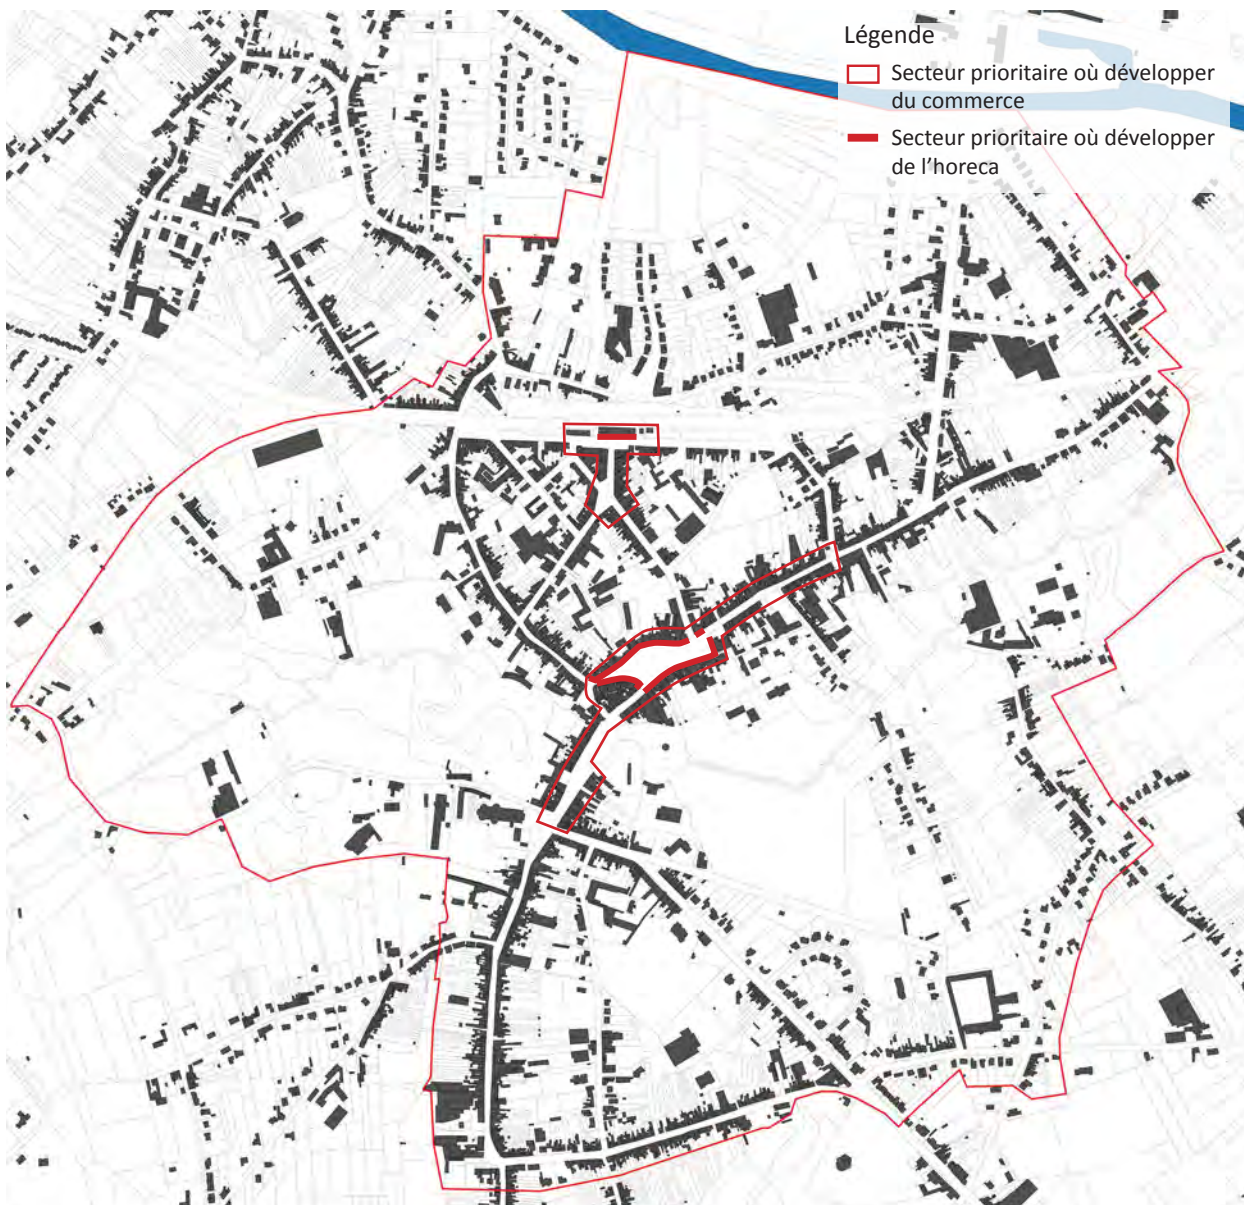 Légende
Secteur prioritaire où développer
du commerce
Secteur prioritaire où développer
de l’horeca